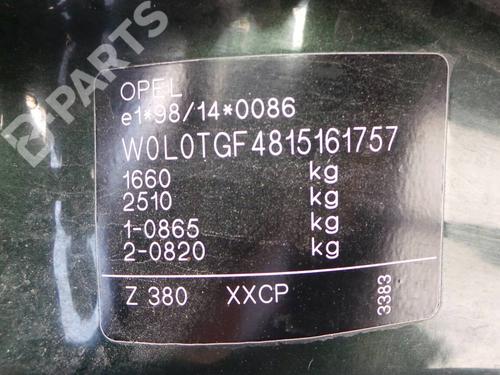 OPEL
e1*98/14*0086
W0L0TGF4815161757
1660 kg
2510 kg
1-0865 kg
2-0820 kg
Z 380 XXCP
3383
B-PARTS
B-PARTS